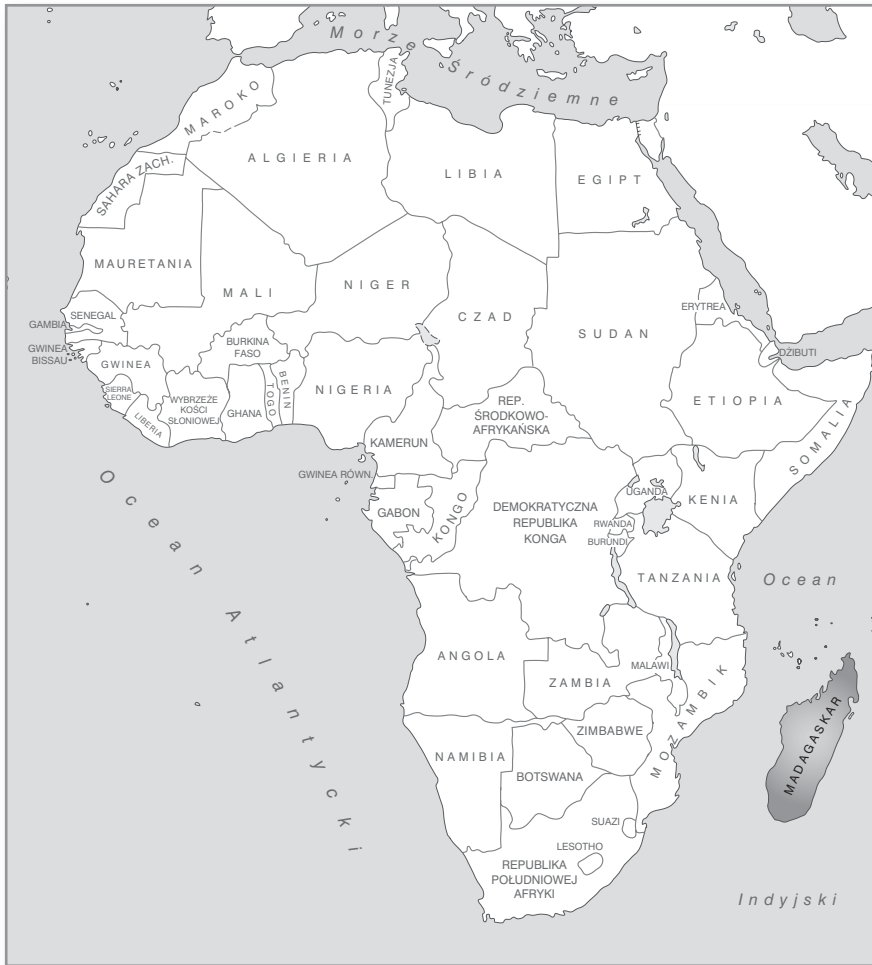 Morze
Śródziemne
TUNEZJA
MAROKO
ALGIERIA
LIBIA
EGIPT
SAHARA ZACH.
MAURETANIA
MALI
NIGER
CZAD
SUDAN
ERYTREA
SENEGAL
GAMBIA
GWINEA
BISSAU
GWINEA
SIERRA
LEONE
LIBERIA
WYBRZEŻE
KOŚCI
SŁONIOWEJ
BURKINA
FASO
GHANA
TOGO
BENIN
NIGERIA
DŻIBUTI
ETIOPIA
SOMALIA
REP.
ŚRODKOWO-
AFRYKAŃSKA
KAMERUN
GWINEA RÓWN.
GABON
KONGO
DEMOKRATYCZNA
REPUBLIKA
KONGA
UGANDA
KENIA
RWANDA
BURUNDI
TANZANIA
Ocean
Ocean Atlantycki
ANGOLA
ZAMBIA
MALAWI
MOZAMBIK
ZIMBABWE
NAMIBIA
BOTSWANA
MADAGASKAR
SUAZI
LESOTHO
REPUBLIKA
POŁUDNIOWEJ
AFRYKI
Indyjski